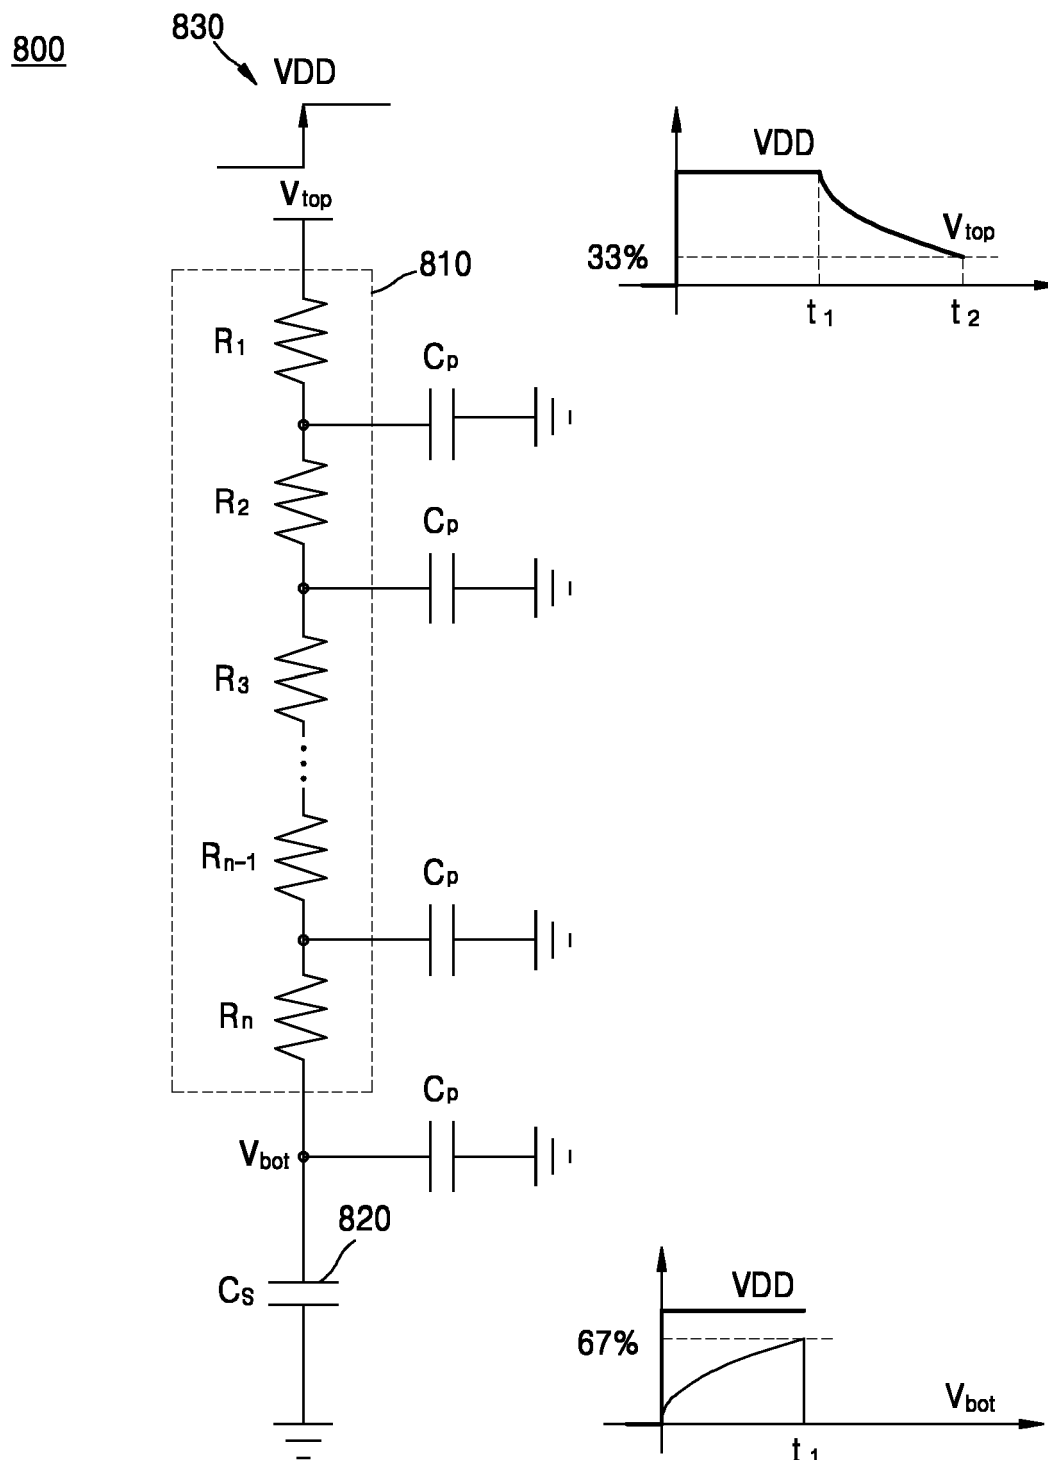 800
830
VDD
Vtop
810
R1
Cp
R2
Cp
R3
Rn-1
Cp
Rn
Cp
Vbot
820
Cs
VDD
Vtop
33%
t1
t2
VDD
67%
Vbot
t1